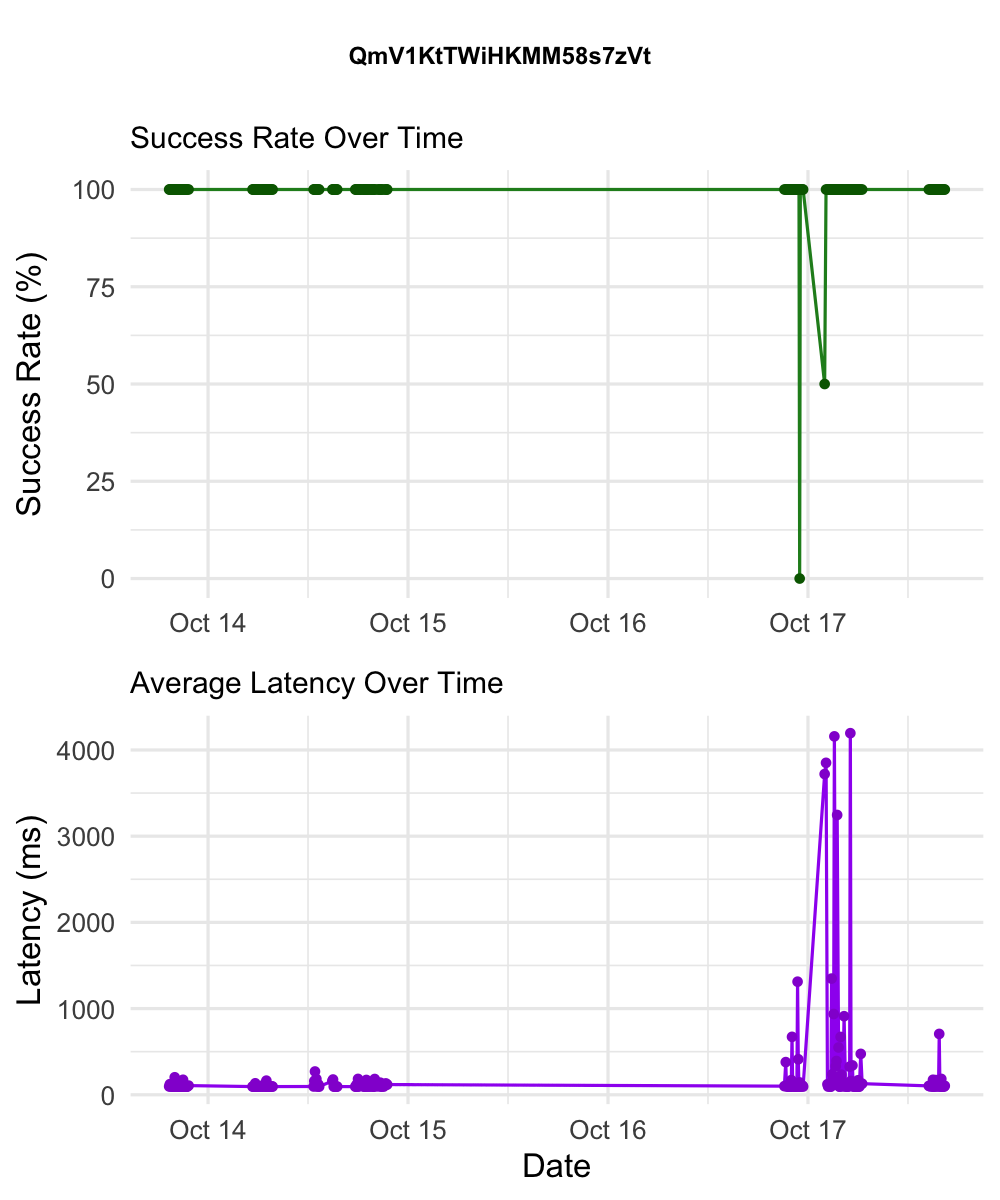 QmV1KtTWiHKMM58s7zVt
Success Rate Over Time
100
75
50
25
0
Success Rate (%)
Oct 14 Oct 15 Oct 16 Oct 17
Average Latency Over Time
4000
3000
2000
1000
0
Latency (ms)
Oct 14 Oct 15 Oct 16 Oct 17
Date